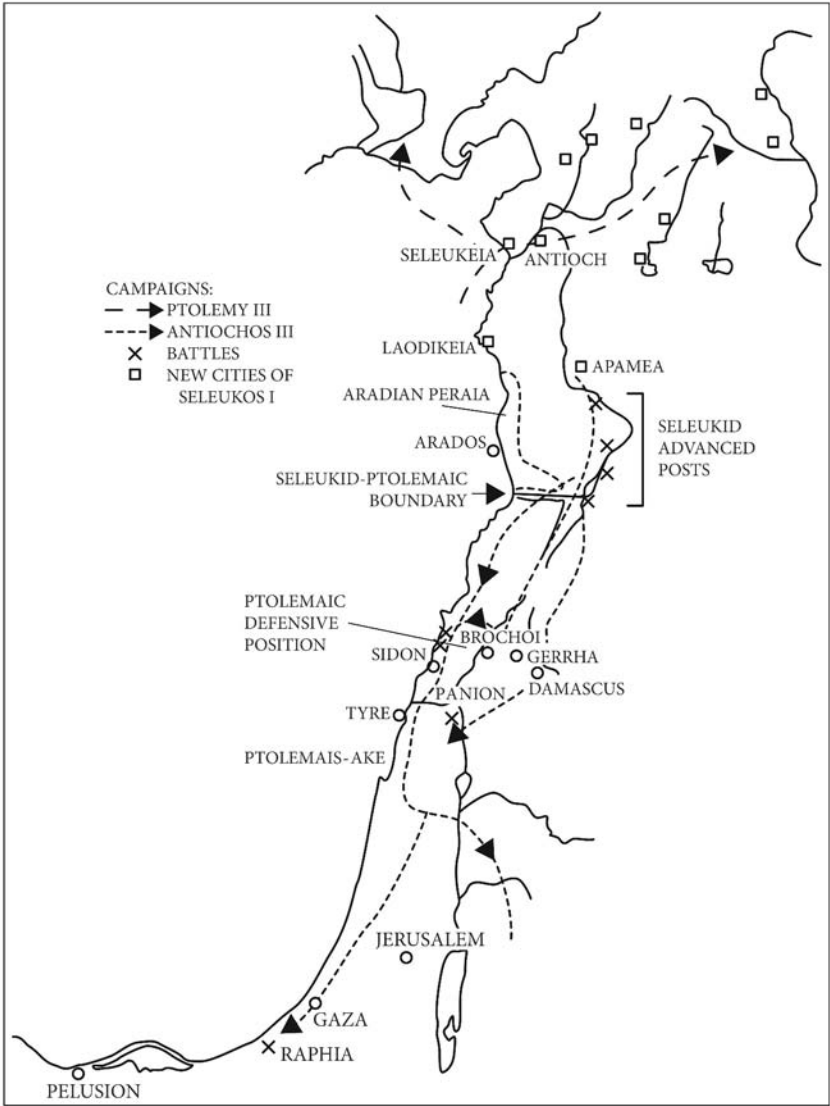 SELEUKEIA
ANTIOCH
CAMPAIGNS:
PTOLEMY III
ANTIOCHOS III
BATTLES
NEW CITIES OF
SELEUKOS I
LAODIKEIA
APAMEA
ARADIAN PERAIA
ARADOS
SELEUKID
ADVANCED
POSTS
SELEUKID-PTOLEMAIC
BOUNDARY
PTOLEMAIC
DEFENSIVE
POSITION
BROCHOI
SIDON
GERRHA
DAMASCUS
PANION
TYRE
PTOLEMAIS-AKE
JERUSALEM
GAZA
RAPHIA
PELUSION